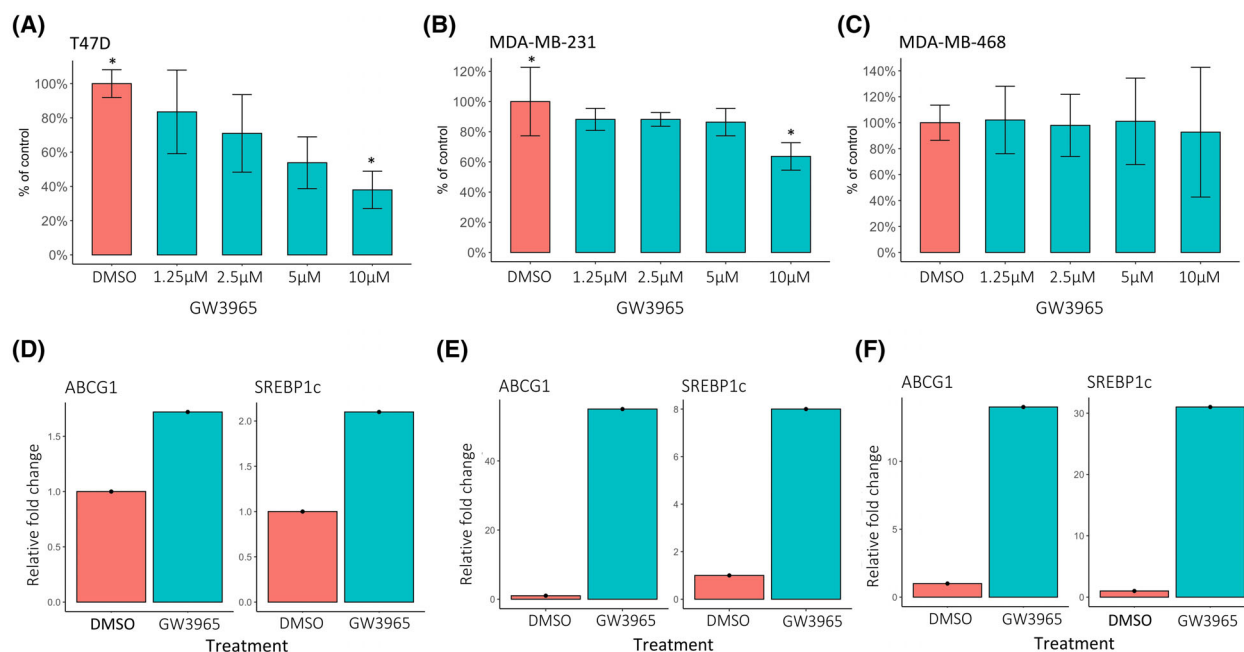 (A)
T47D
*
*
% of control
100%
80%
60%
40%
20%
0%
DMSO 1.25µM 2.5µM 5µM 10µM
GW3965
(B)
MDA-MB-231
*
*
% of control
120%
100%
80%
60%
40%
20%
0%
DMSO 1.25µM 2.5µM 5µM 10µM
GW3965
(C)
MDA-MB-468
% of control
140%
120%
100%
80%
60%
40%
20%
0%
DMSO 1.25µM 2.5µM 5µM 10µM
GW3965
(D)
ABCG1 SREBP1c
Relative fold change
1.5
1.0
0.5
0.0
2.0
1.5
1.0
0.5
0.0
DMSO GW3965 DMSO GW3965
Treatment
(E)
ABCG1 SREBP1c
Relative fold change
40
20
0
8
6
4
2
0
DMSO GW3965 DMSO GW3965
Treatment
(F)
ABCG1 SREBP1c
Relative fold change
10
5
0
30
20
10
0
DMSO GW3965 DMSO GW3965
Treatment